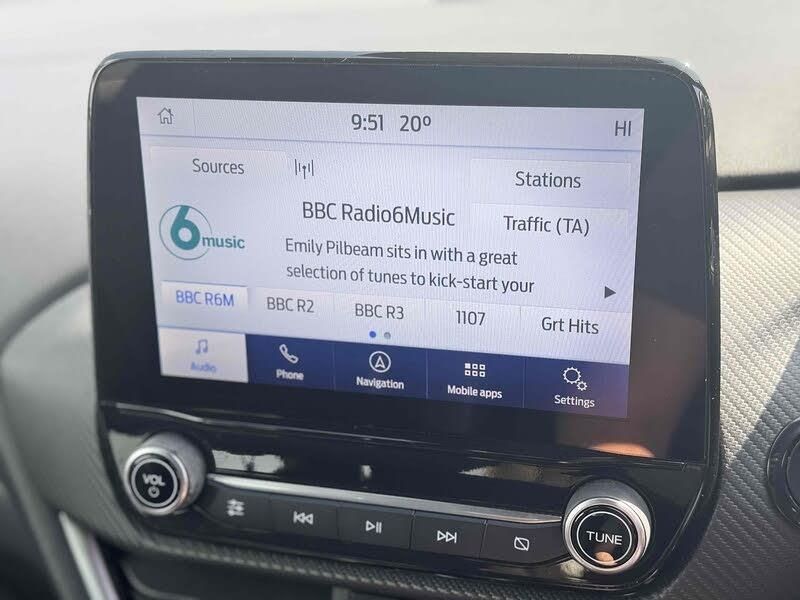 9:51 20º HI
Sources
Stations
BBC Radio6Music
Traffic (TA)
6music
Emily Pilbeam sits in with a great
selection of tunes to kick-start your
BBC R6M BBC R2 BBC R3 1107 Grt Hits
Audio Phone Navigation Mobile apps Settings
VOL
TUNE